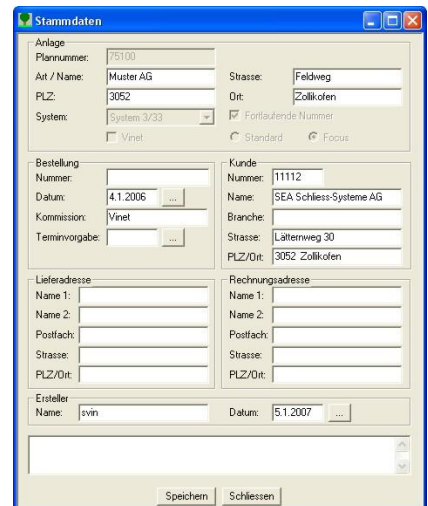 Stammdaten
Anlage
Plannummer: 75100
Art / Name: Muster AG Strasse: Feldweg
PLZ: 3052 Ort: Zollikofen
System: System 3/33 Fortlaufende Nummer
Vinet Standard Focus
Bestellung
Nummer:
Datum: 4.1.2006 ...
Kommission: Vinet
Terminvorgabe: ...
Kunde
Nummer: 11112
Name: SEA Schliess-Systeme AG
Branche:
Strasse: Lätternweg 30
PLZ/Ort: 3052 Zollikofen
Lieferadresse
Name 1:
Name 2:
Postfach:
Strasse:
PLZ/Ort:
Rechnungsadresse
Name 1:
Name 2:
Postfach:
Strasse:
PLZ/Ort:
Ersteller
Name: svin Datum: 5.1.2007 ...
Speichern Schliessen